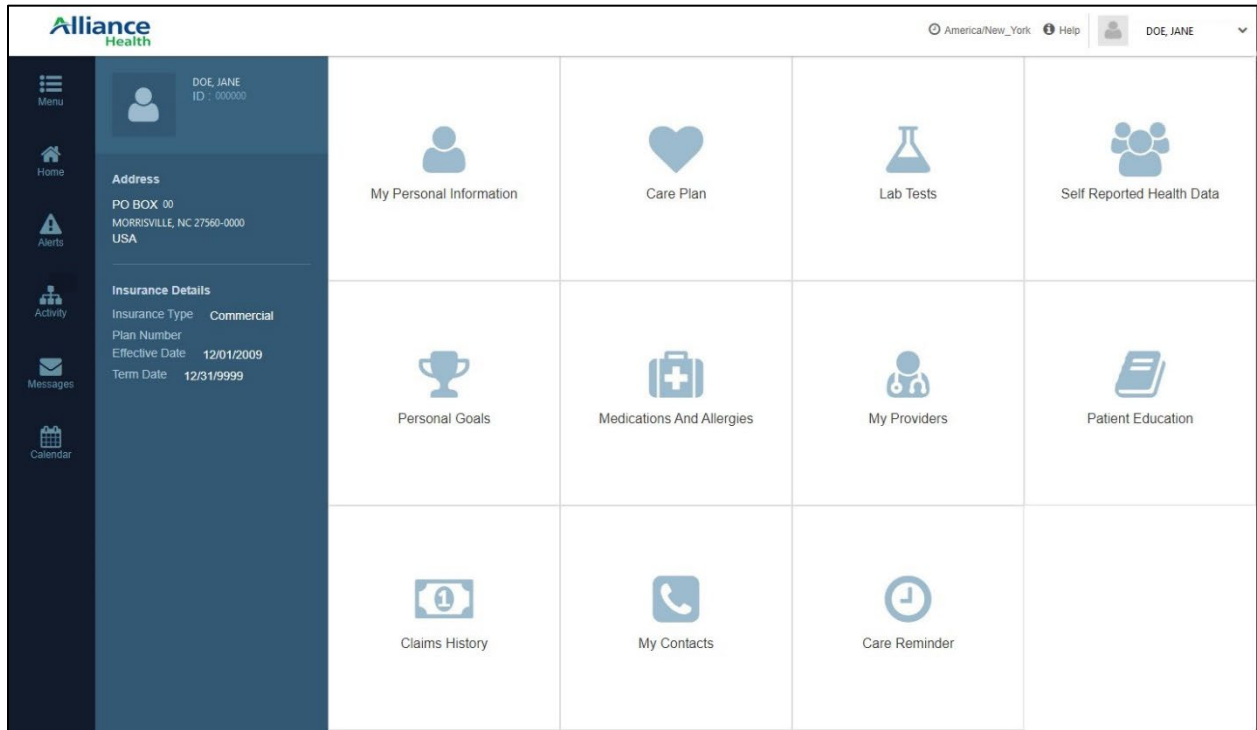 Alliance
Health
America/New_York Help DOE, JANE
Menu
Home
Alerts
Activity
Messages
Calendar
DOE, JANE
ID : 000000
Address
PO BOX 00
MORRISVILLE, NC 27560-0000
USA
Insurance Details
Insurance Type Commercial
Plan Number
Effective Date 12/01/2009
Term Date 12/31/9999
My Personal Information
Care Plan
Lab Tests
Self Reported Health Data
Personal Goals
Medications And Allergies
My Providers
Patient Education
1
Claims History
My Contacts
Care Reminder